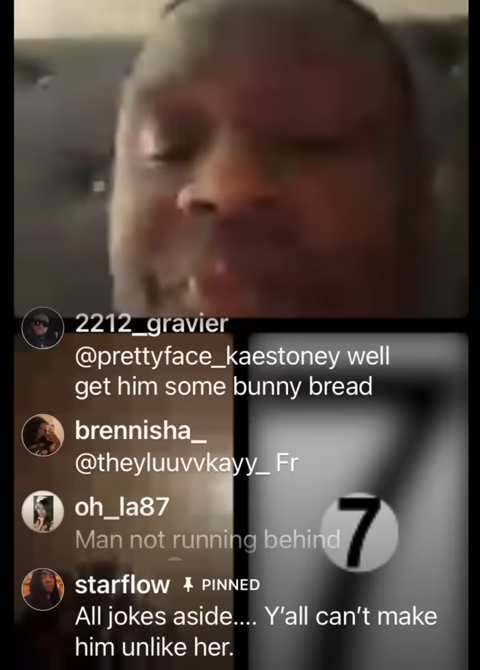 2212_gravier
@prettyface_kaestoney well
get him some bunny bread
brennisha_
@theyluuvvkayy_ Fr
oh_la87
Man not running behind
7
starflow PINNED
All jokes aside.... Y'all can't make
him unlike her.